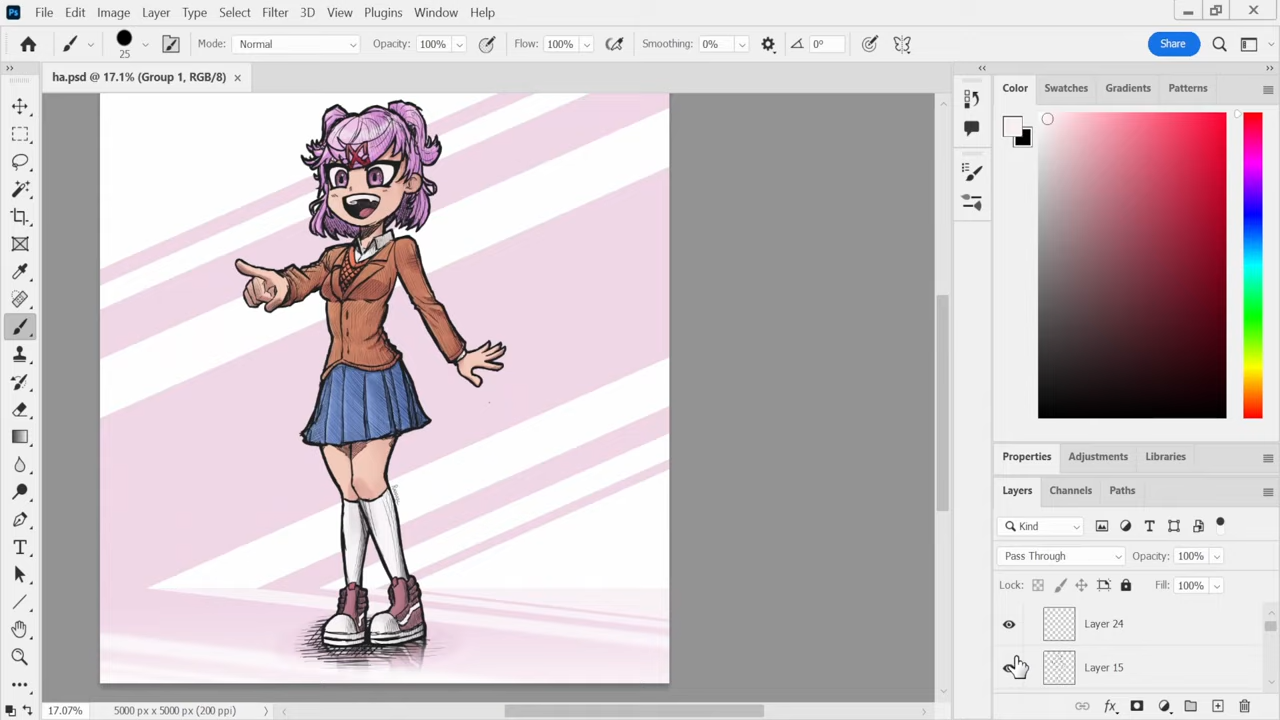 Ps File Edit Image Layer Type Select Filter 3D View Plugins Window Help
25 Mode: Normal Opacity: 100% Flow: 100% Smoothing: 0% 0° Share
ha.psd @ 17.1% (Group 1, RGB/8)
Color Swatches Gradients Patterns
Properties Adjustments Libraries
Layers Channels Paths
Kind
Pass Through Opacity: 100%
Lock: Fill: 100%
Layer 24
Layer 15
17.07% 5000 px x 5000 px (200 ppi)
fx